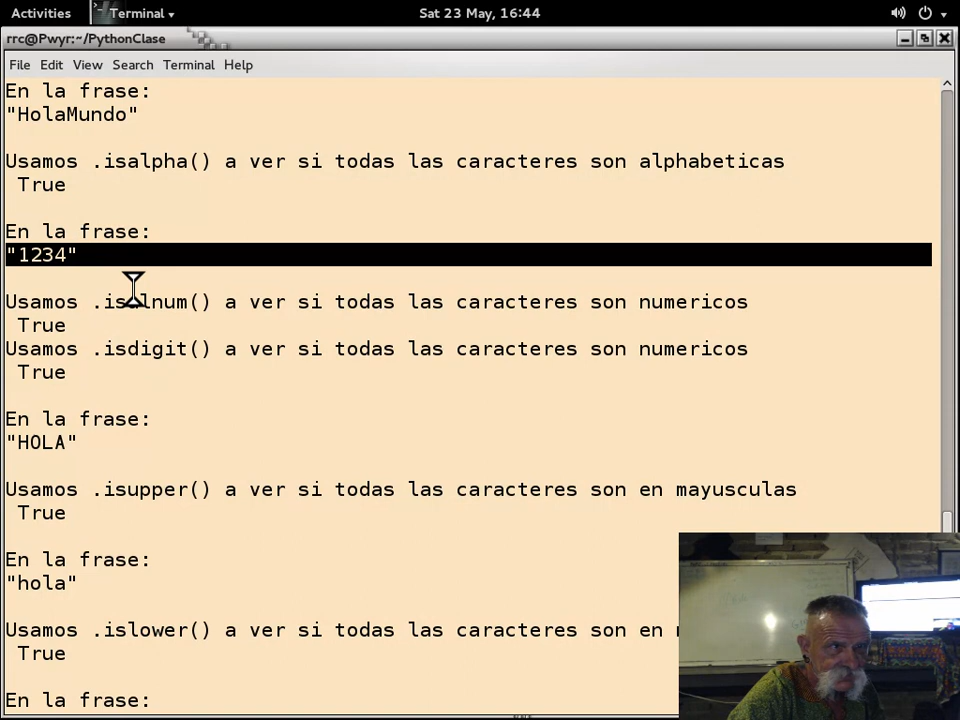 Activities Terminal Sat 23 May, 16:44
rrc@Pwyr:~/PythonClase
File Edit View Search Terminal Help
En la frase:
"HolaMundo"
Usamos .isalpha() a ver si todas las caracteres son alphabeticas
True
En la frase:
"1234"
Usamos .isalnum() a ver si todas las caracteres son numericos
True
Usamos .isdigit() a ver si todas las caracteres son numericos
True
En la frase:
"HOLA"
Usamos .isupper() a ver si todas las caracteres son en mayusculas
True
En la frase:
"hola"
Usamos .islower() a ver si todas las caracteres son en
True
En la frase: